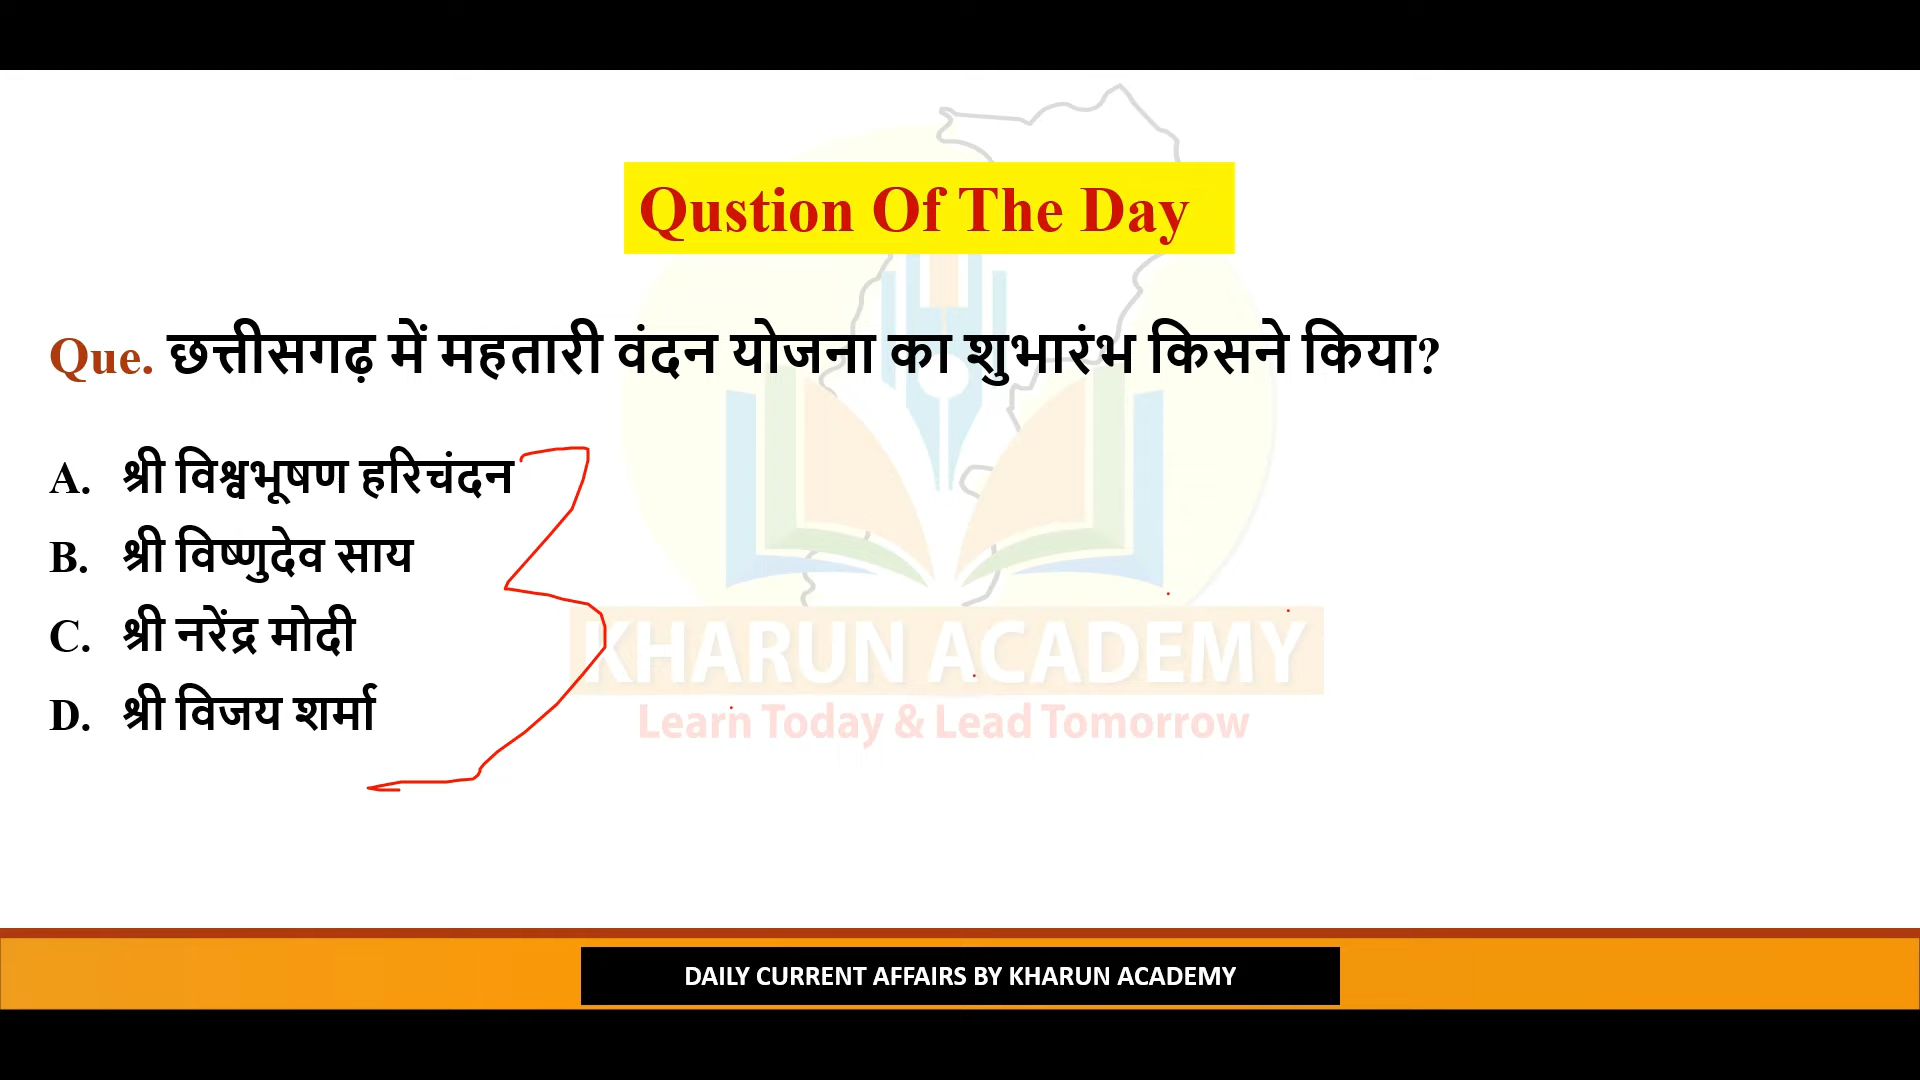 Qustion Of The Day
Que. छत्तीसगढ़ में महतारी वंदन योजना का शुभारंभ किसने किया?
A. श्री विश्वभूषण हरिचंदन
B. श्री विष्णुदेव साय
C. श्री नरेंद्र मोदी
D. श्री विजय शर्मा
KHARUN ACADEMY
Learn Today & Lead Tomorrow
DAILY CURRENT AFFAIRS BY KHARUN ACADEMY